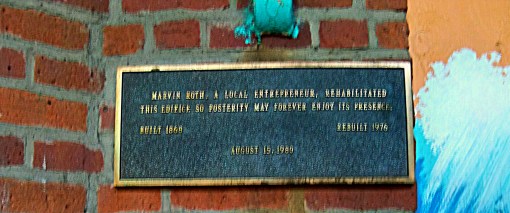 MARVIN ROTH, A LOCAL ENTREPRENEUR, REHABILITATED
THIS EDIFICE SO POSTERITY MAY FOREVER ENJOY ITS PRESENCE.
BUILT 1860 REBUILT 1976
AUGUST 15, 1980